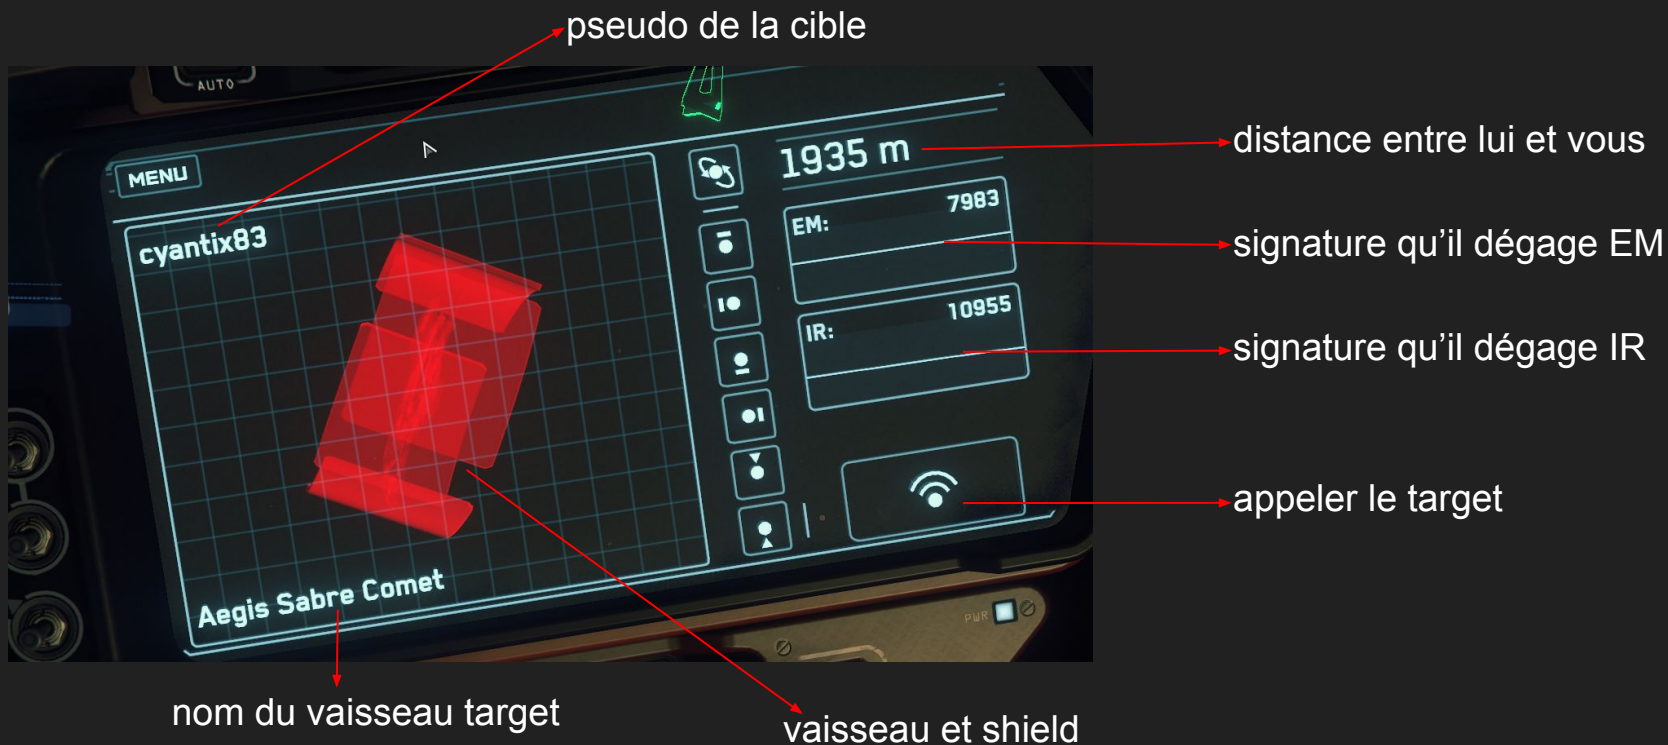 pseudo de la cible
AUTO
MENU
1935 m
distance entre lui et vous
cyantix83
EM: 7983
signature qu'il dégage EM
IR: 10955
signature qu'il dégage IR
appeler le target
Aegis Sabre Comet
PWR
nom du vaisseau target
vaisseau et shield